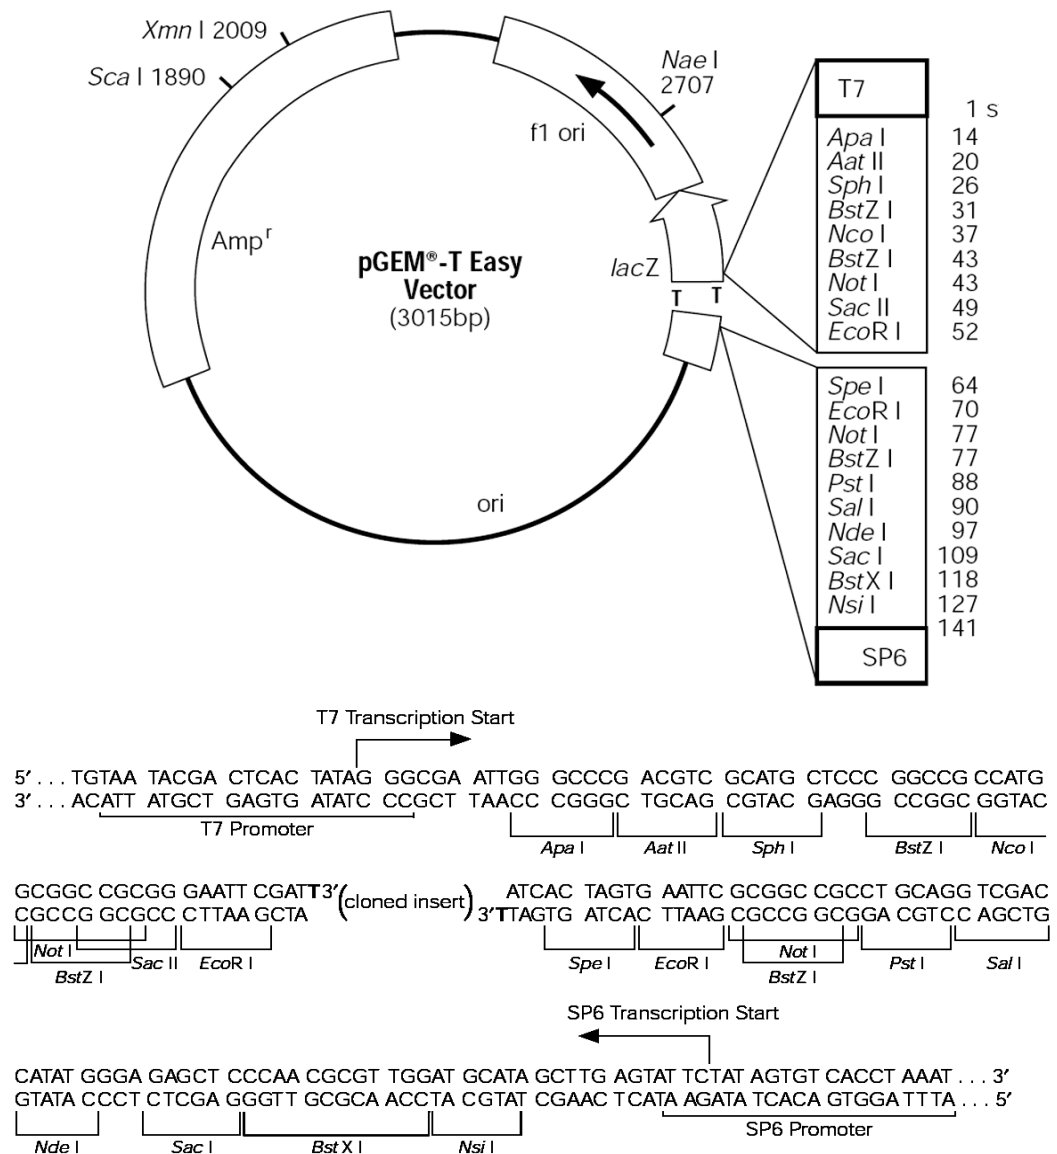 Xmn I 2009
Sca I 1890
Nae I
2707
f1 ori
Ampʳ
pGEM®-T Easy
Vector
(3015bp)
lacZ
T T
ori
T7
1 s
Apa I 14
Aat II 20
Sph I 26
BstZ I 31
Nco I 37
BstZ I 43
Not I 43
Sac II 49
EcoR I 52
Spe I 64
EcoR I 70
Not I 77
BstZ I 77
Pst I 88
Sal I 90
Nde I 97
Sac I 109
BstX I 118
Nsi I 127
141
SP6
T7 Transcription Start
5′ . . . TGTAA TACGA CTCAC TATAG GGCGA ATTGG GCCCG ACGTC GCATG CTCCC GGCCG CCATG
3′ . . . ACATT ATGCT GAGTG ATATC CCGCT TAACC CGGGC TGCAG CGTAC GAGGG CCGGC GGTAC
T7 Promoter
Apa I Aat II Sph I BstZ I Nco I
GCGGC CGCGG GAATT CGATT3′ (cloned insert) ATCAC TAGTG AATTC GCGGC CGCCT GCAGG TCGAC
CGCCG GCGCC CTTAA GCTA 3′TTAGTG ATCAC TTAAG CGCCG GCGGA CGTCC AGCTG
Not I
BstZ I Sac II EcoR I Spe I EcoR I Not I
BstZ I Pst I Sal I
SP6 Transcription Start
CATAT GGGA GAGCTC CCAA CGCGT TGGAT GCATA GCTTG AGTAT TCTAT AGTGT CACCT AAAT . . . 3′
GTATA CCCT CTCGAG GGTT GCGCA ACCTA CGTAT CGAAC TCATA AGATA TCACA GTGGA TTTA . . . 5′
Nde I Sac I BstX I Nsi I SP6 Promoter